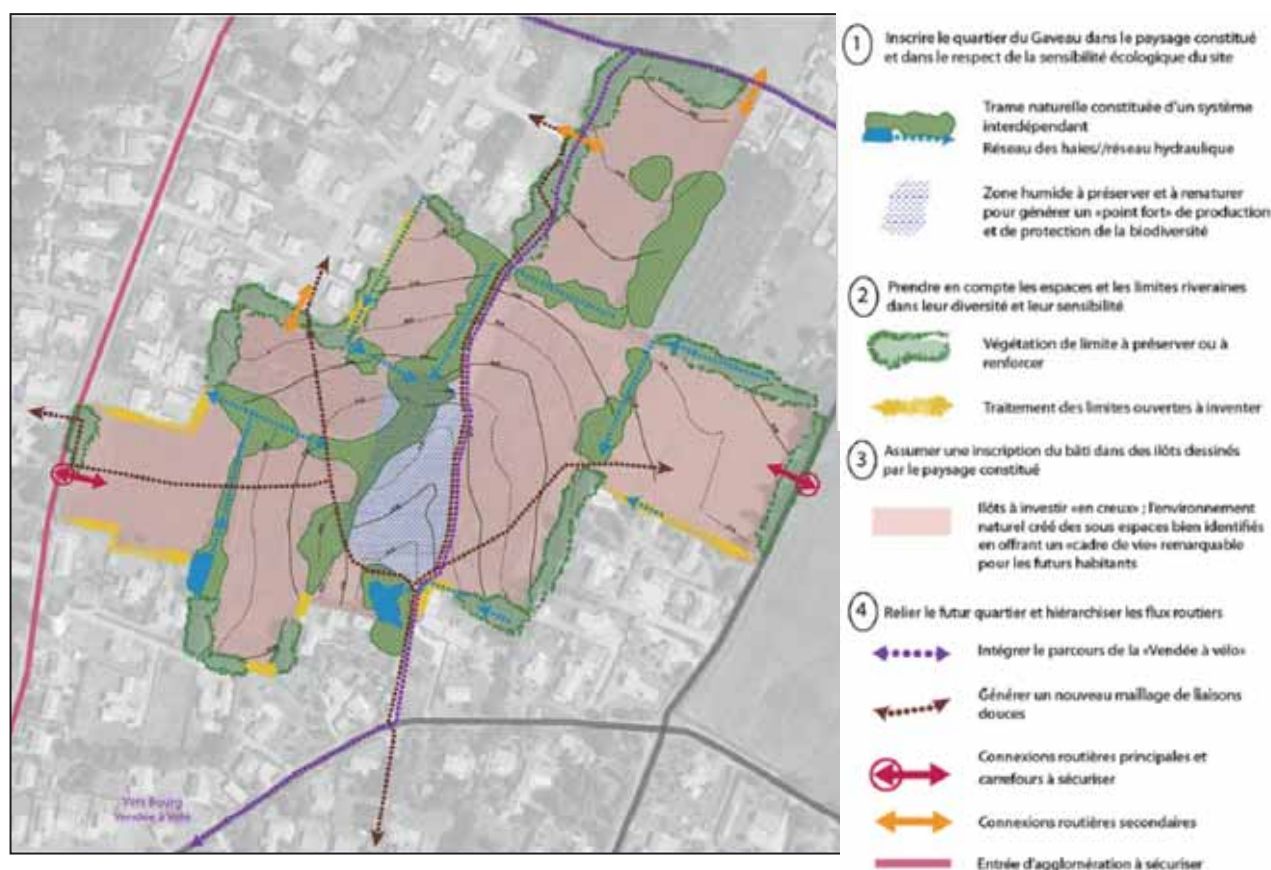 Vers Bourg
Vendée à vélo
1
Inscrire le quartier du Gaveau dans le paysage constitué
et dans le respect de la sensibilité écologique du site
Trame naturelle constituée d'un système
interdépendant
Réseau des haies//réseau hydraulique
Zone humide à préserver et à renaturer
pour générer un «point fort» de production
et de protection de la biodiversité
2
Prendre en compte les espaces et les limites riveraines
dans leur diversité et leur sensibilité
Végétation de limite à préserver ou à
renforcer
Traitement des limites ouvertes à inventer
3
Assumer une inscription du bâti dans des ilôts dessinés
par le paysage constitué
Ilôts à investir «en creux» ; l'environnement
naturel créé des sous espaces bien identifiés
en offrant un «cadre de vie» remarquable
pour les futurs habitants
4
Relier le futur quartier et hiérarchiser les flux routiers
Intégrer le parcours de la «Vendée à vélo»
Générer un nouveau maillage de liaisons
douces
Connexions routières principales et
carrefours à sécuriser
Connexions routières secondaires
Entrée d'agglomération à sécuriser